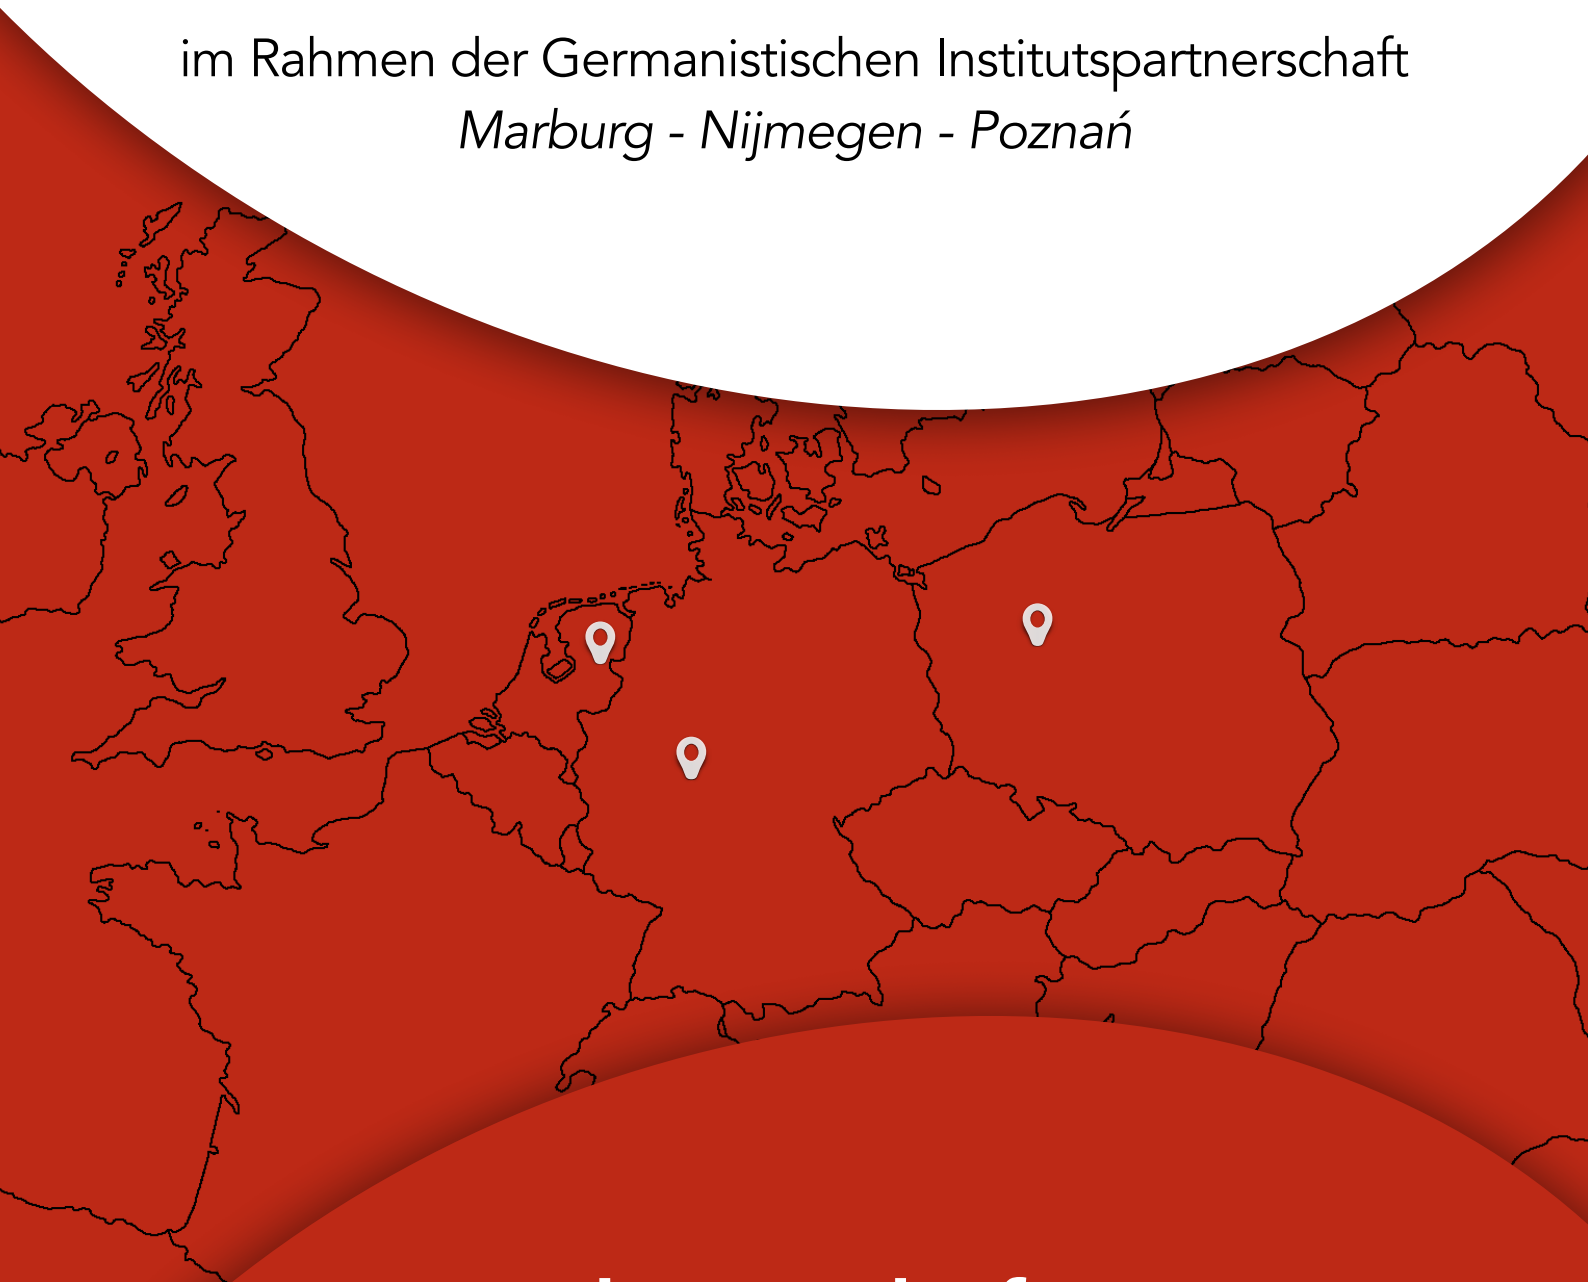 im Rahmen der Germanistischen Institutspartnerschaft
Marburg - Nijmegen - Poznań